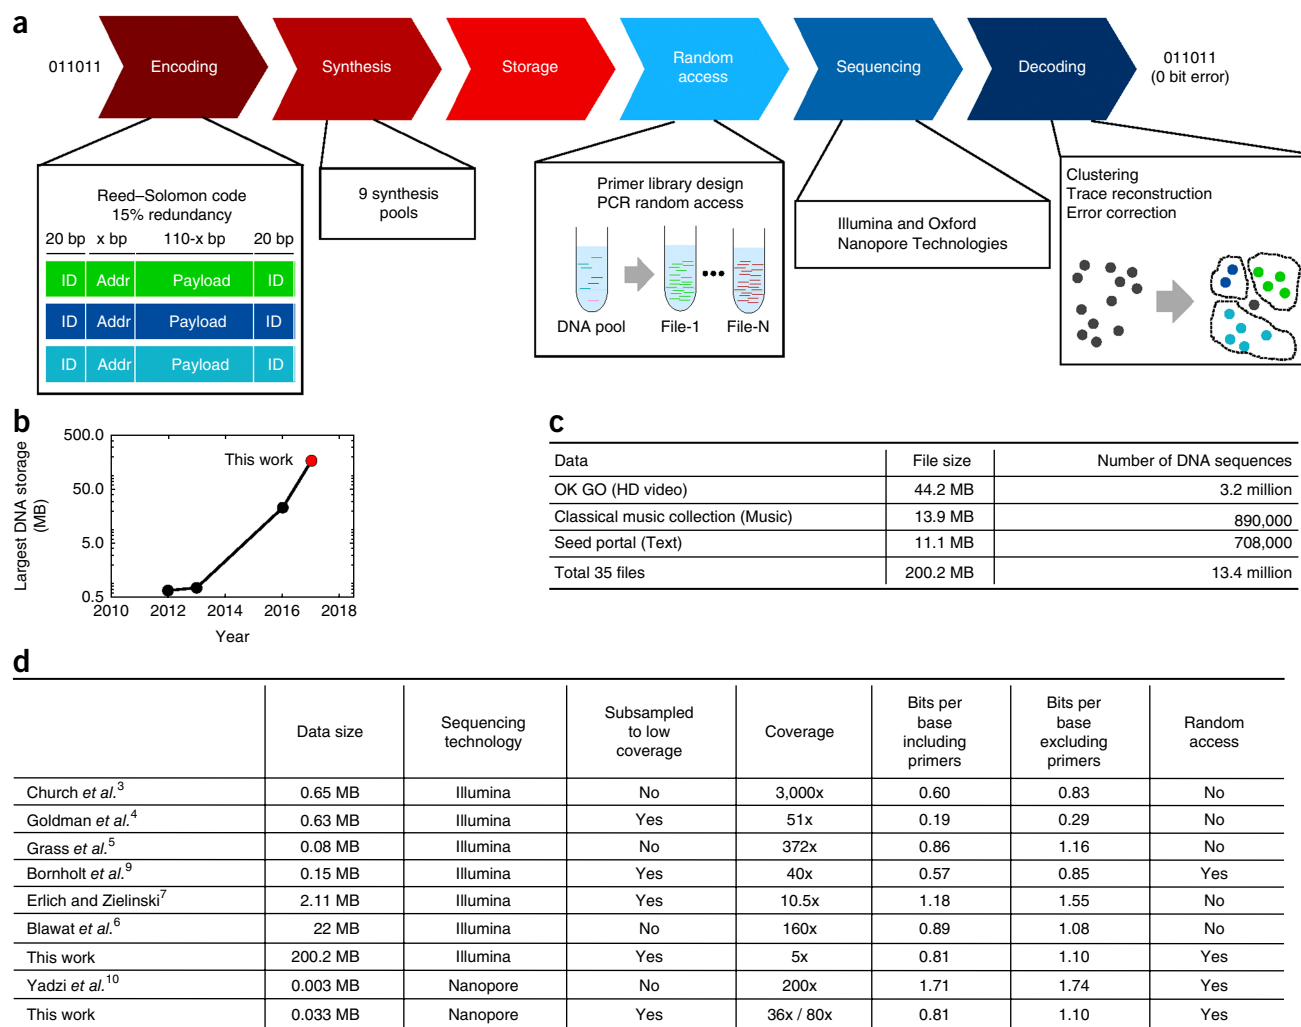 a
011011
Encoding
Synthesis
Storage
Random
access
Sequencing
Decoding
011011
(0 bit error)
Reed–Solomon code
15% redundancy
20 bp x bp 110-x bp 20 bp
ID Addr Payload ID
ID Addr Payload ID
ID Addr Payload ID
9 synthesis
pools
Primer library design
PCR random access
DNA pool File-1 File-N
Illumina and Oxford
Nanopore Technologies
Clustering
Trace reconstruction
Error correction
b
Largest DNA storage
(MB)
500.0
50.0
5.0
0.5
This work
2010 2012 2014 2016 2018
Year
c
Data File size Number of DNA sequences
OK GO (HD video) 44.2 MB 3.2 million
Classical music collection (Music) 13.9 MB 890,000
Seed portal (Text) 11.1 MB 708,000
Total 35 files 200.2 MB 13.4 million
d
Data size
Sequencing
technology
Subsampled
to low
coverage
Coverage
Bits per
base
including
primers
Bits per
base
excluding
primers
Random
access
Church et al.3 0.65 MB Illumina No 3,000x 0.60 0.83 No
Goldman et al.4 0.63 MB Illumina Yes 51x 0.19 0.29 No
Grass et al.5 0.08 MB Illumina No 372x 0.86 1.16 No
Bornholt et al.9 0.15 MB Illumina Yes 40x 0.57 0.85 Yes
Erlich and Zielinski7 2.11 MB Illumina Yes 10.5x 1.18 1.55 No
Blawat et al.6 22 MB Illumina No 160x 0.89 1.08 No
This work 200.2 MB Illumina Yes 5x 0.81 1.10 Yes
Yadzi et al.10 0.003 MB Nanopore No 200x 1.71 1.74 Yes
This work 0.033 MB Nanopore Yes 36x / 80x 0.81 1.10 Yes